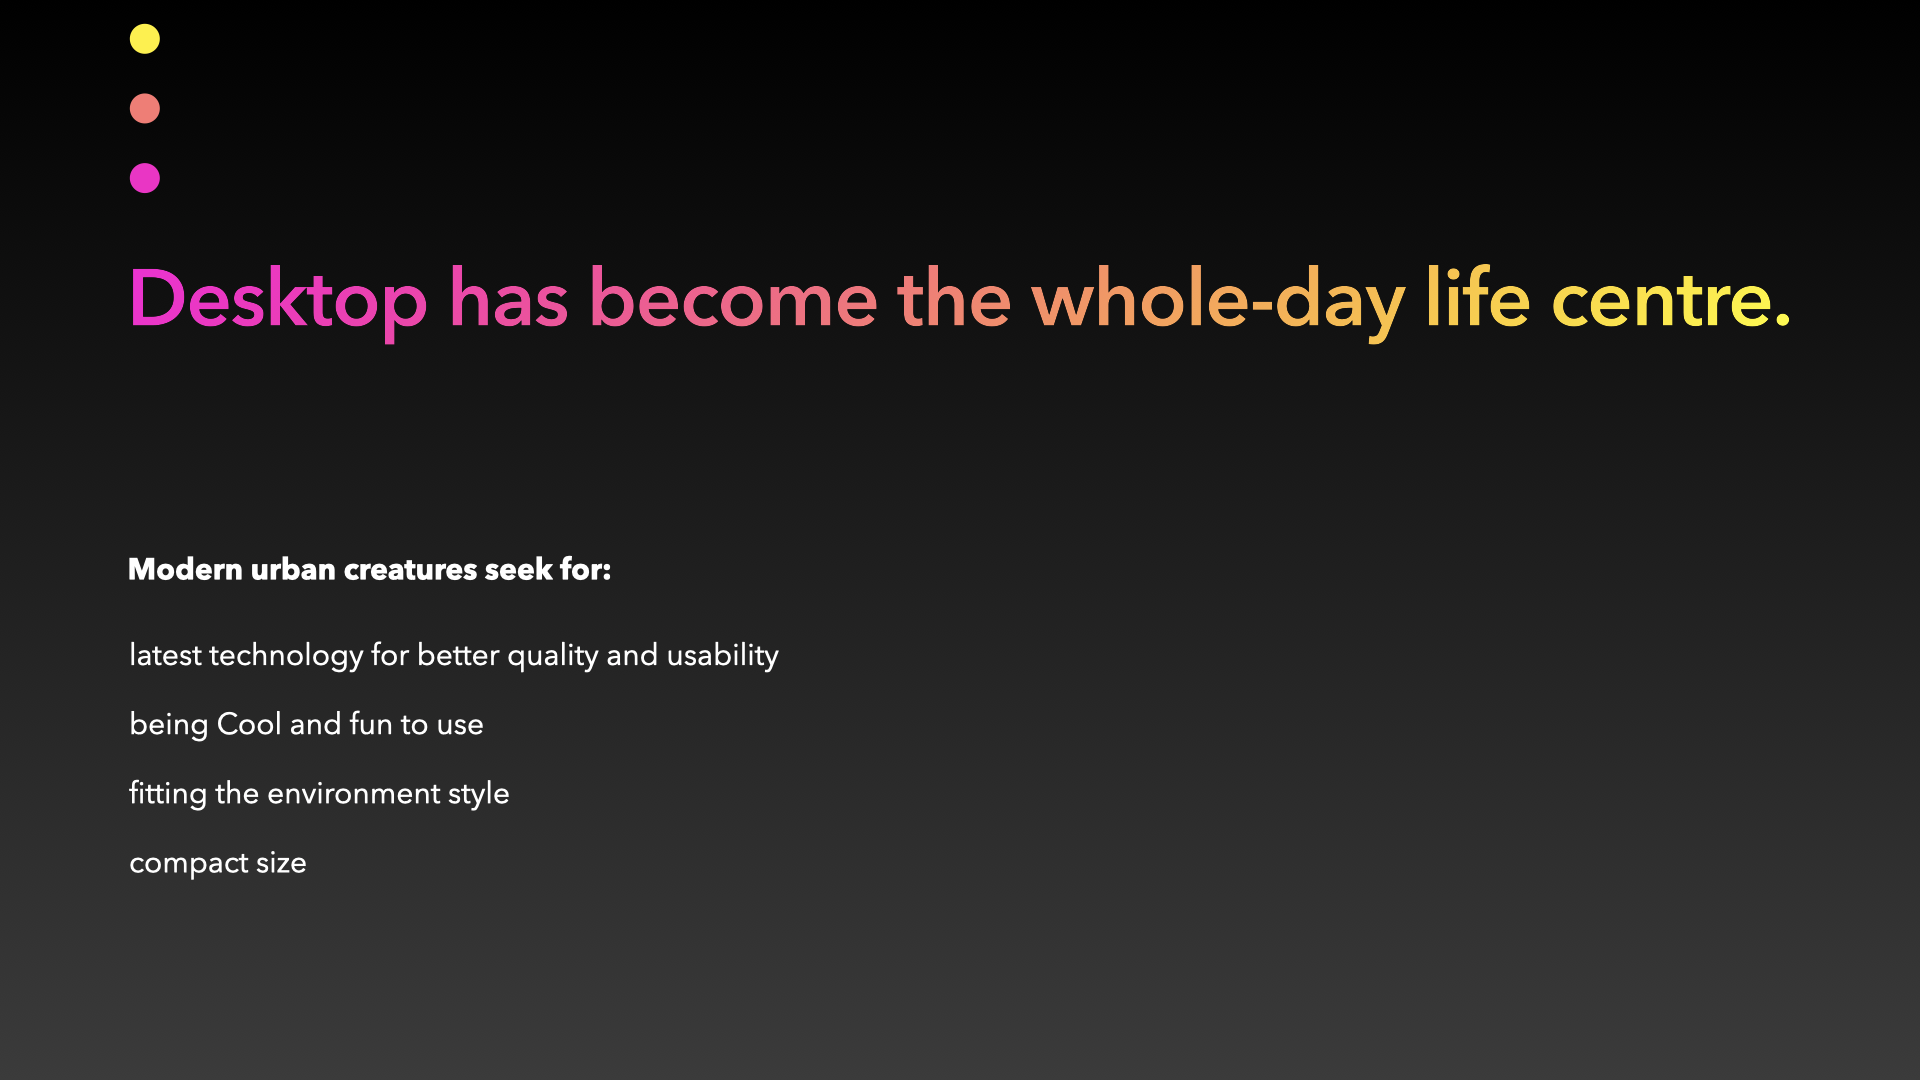 Desktop has become the whole-day life centre.
Modern urban creatures seek for:
latest technology for better quality and usability
being Cool and fun to use
fitting the environment style
compact size